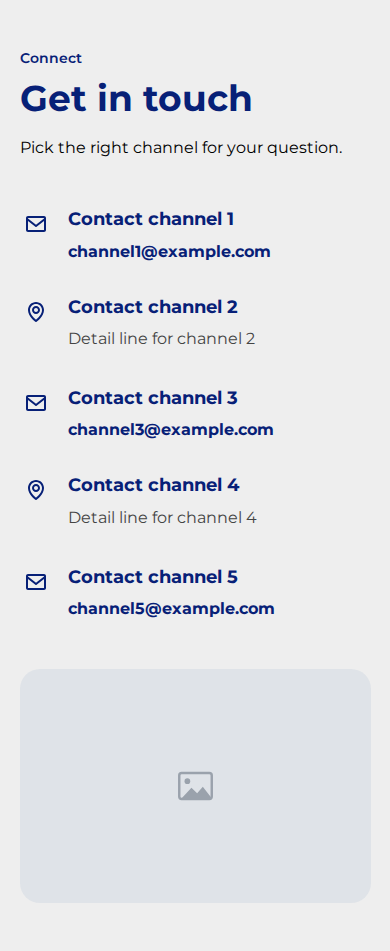 Connect
Get in touch
Pick the right channel for your question.
Contact channel 1
channel1@example.com
Contact channel 2
Detail line for channel 2
Contact channel 3
channel3@example.com
Contact channel 4
Detail line for channel 4
Contact channel 5
channel5@example.com